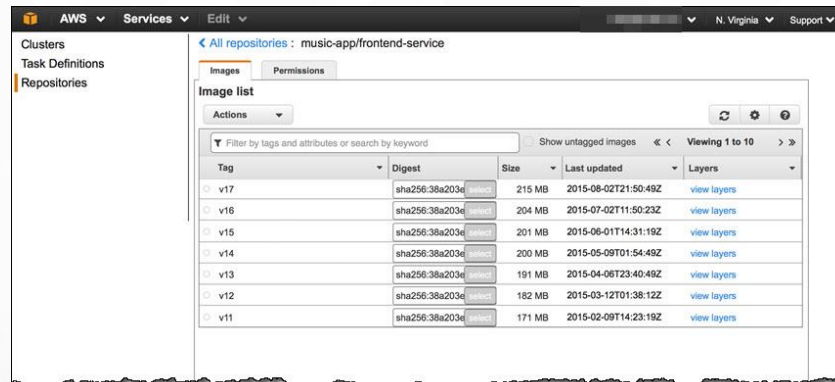 AWS Services Edit N. Virginia Support
Clusters
Task Definitions
Repositories
All repositories : music-app/frontend-service
Images Permissions
Image list
Actions
Filter by tags and attributes or search by keyword Show untagged images Viewing 1 to 10
Tag Digest Size Last updated Layers
v17 sha256:38a203e select 215 MB 2015-08-02T21:50:49Z view layers
v16 sha256:38a203e select 204 MB 2015-07-02T11:50:23Z view layers
v15 sha256:38a203e select 201 MB 2015-06-01T14:31:19Z view layers
v14 sha256:38a203e select 200 MB 2015-05-09T01:54:49Z view layers
v13 sha256:38a203e select 191 MB 2015-04-06T23:40:49Z view layers
v12 sha256:38a203e select 182 MB 2015-03-12T01:38:12Z view layers
v11 sha256:38a203e select 171 MB 2015-02-09T14:23:19Z view layers